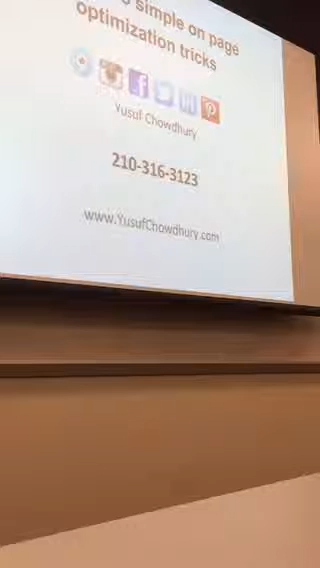 simple on page
optimization tricks
Yusuf Chowdhury
210-316-3123
www.YusufChowdhury.com